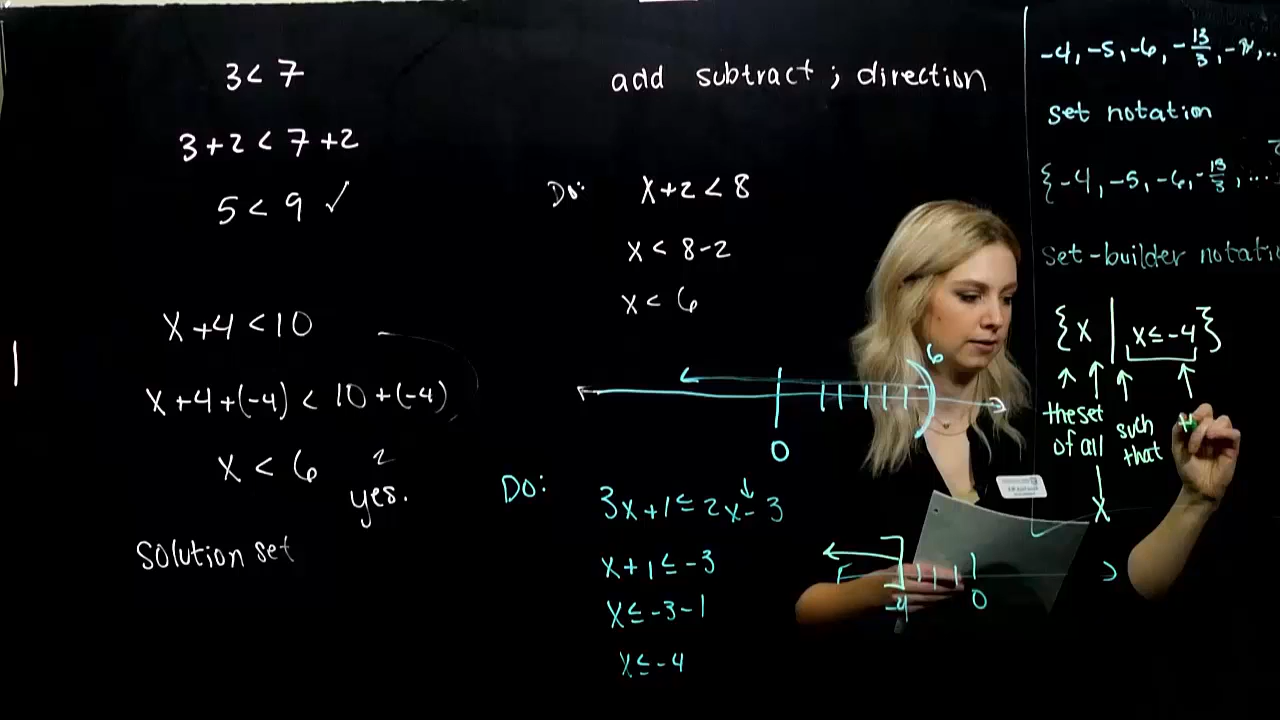 3 < 7
3+2 < 7+2
5 < 9 ✓
x+4 < 10
x+4+(-4) < 10+(-4)
x < 6
yes.
Solution set
add subtract ; direction
Do: x+2 < 8
x < 8-2
x < 6
6
0
Do: 3x+1 ≤ 2x-3
x+1 ≤ -3
x ≤ -3-1
x ≤ -4
-4 0
-4, -5, -6, -13/3, -π, ..
set notation
{-4, -5, -6, -13/3, ...
set-builder notatio
{x | x ≤ -4}
the set of all
x
such that